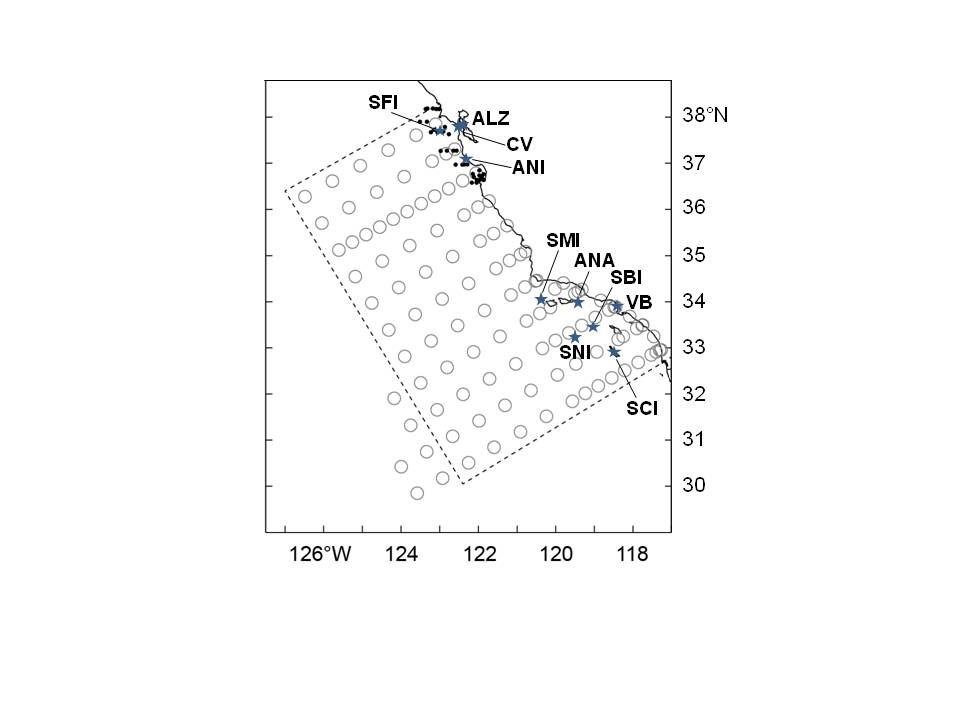 SFI
ALZ
38°N
CV
ANI
37
36
SMI
35
ANA
SBI
VB
34
SNI
33
32
SCI
31
30
126°W 124 122 120 118